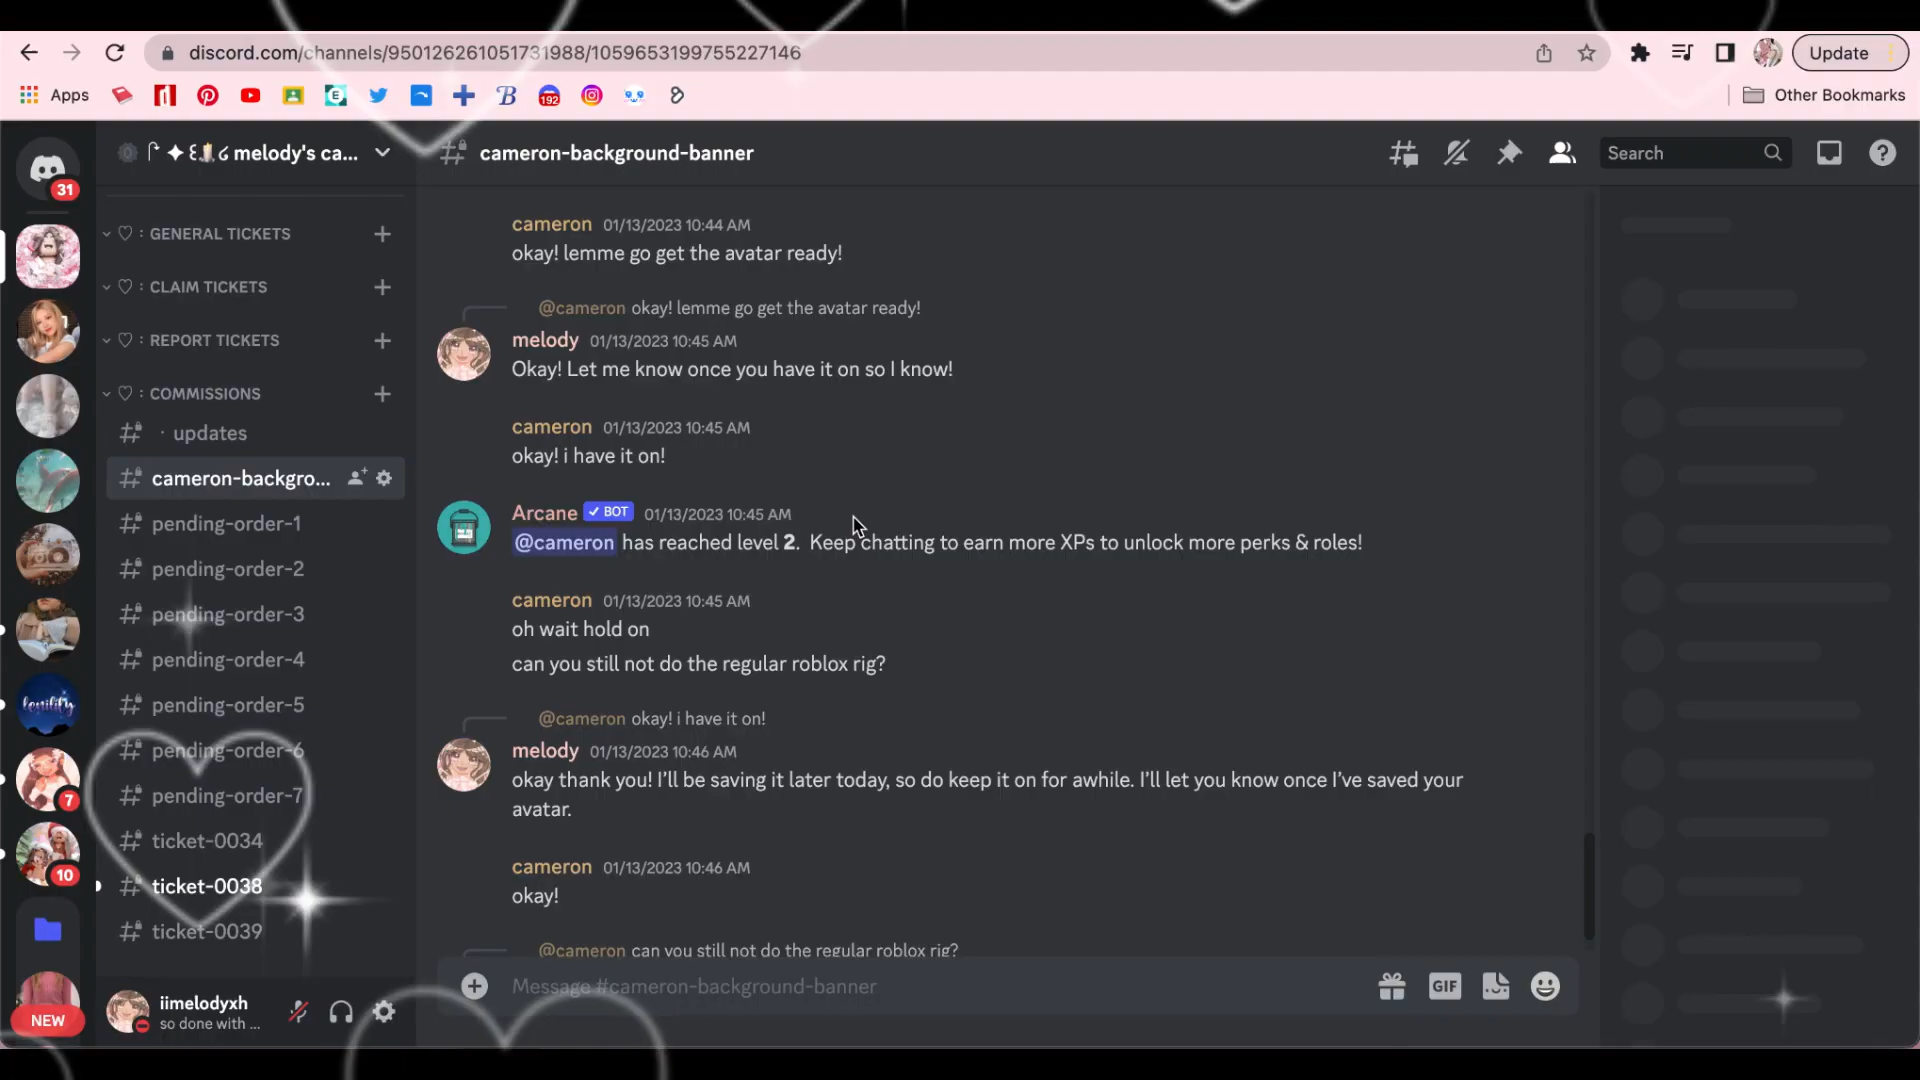 discord.com/channels/950126261051731988/1059653199755227146
Update
Apps
192
Other Bookmarks
31
melody's ca...
cameron-background-banner
Search
GENERAL TICKETS
CLAIM TICKETS
REPORT TICKETS
COMMISSIONS
· updates
cameron-backgro...
pending-order-1
pending-order-2
pending-order-3
pending-order-4
pending-order-5
pending-order-6
pending-order-7
ticket-0034
ticket-0038
ticket-0039
7
10
NEW
iimelodyxh
so done with ...
cameron 01/13/2023 10:44 AM
okay! lemme go get the avatar ready!
@cameron okay! lemme go get the avatar ready!
melody 01/13/2023 10:45 AM
Okay! Let me know once you have it on so I know!
cameron 01/13/2023 10:45 AM
okay! i have it on!
Arcane ✓ BOT 01/13/2023 10:45 AM
@cameron has reached level 2. Keep chatting to earn more XPs to unlock more perks & roles!
cameron 01/13/2023 10:45 AM
oh wait hold on
can you still not do the regular roblox rig?
@cameron okay! i have it on!
melody 01/13/2023 10:46 AM
okay thank you! I'll be saving it later today, so do keep it on for awhile. I'll let you know once I've saved your
avatar.
cameron 01/13/2023 10:46 AM
okay!
@cameron can you still not do the regular roblox rig?
Message #cameron-background-banner
GIF